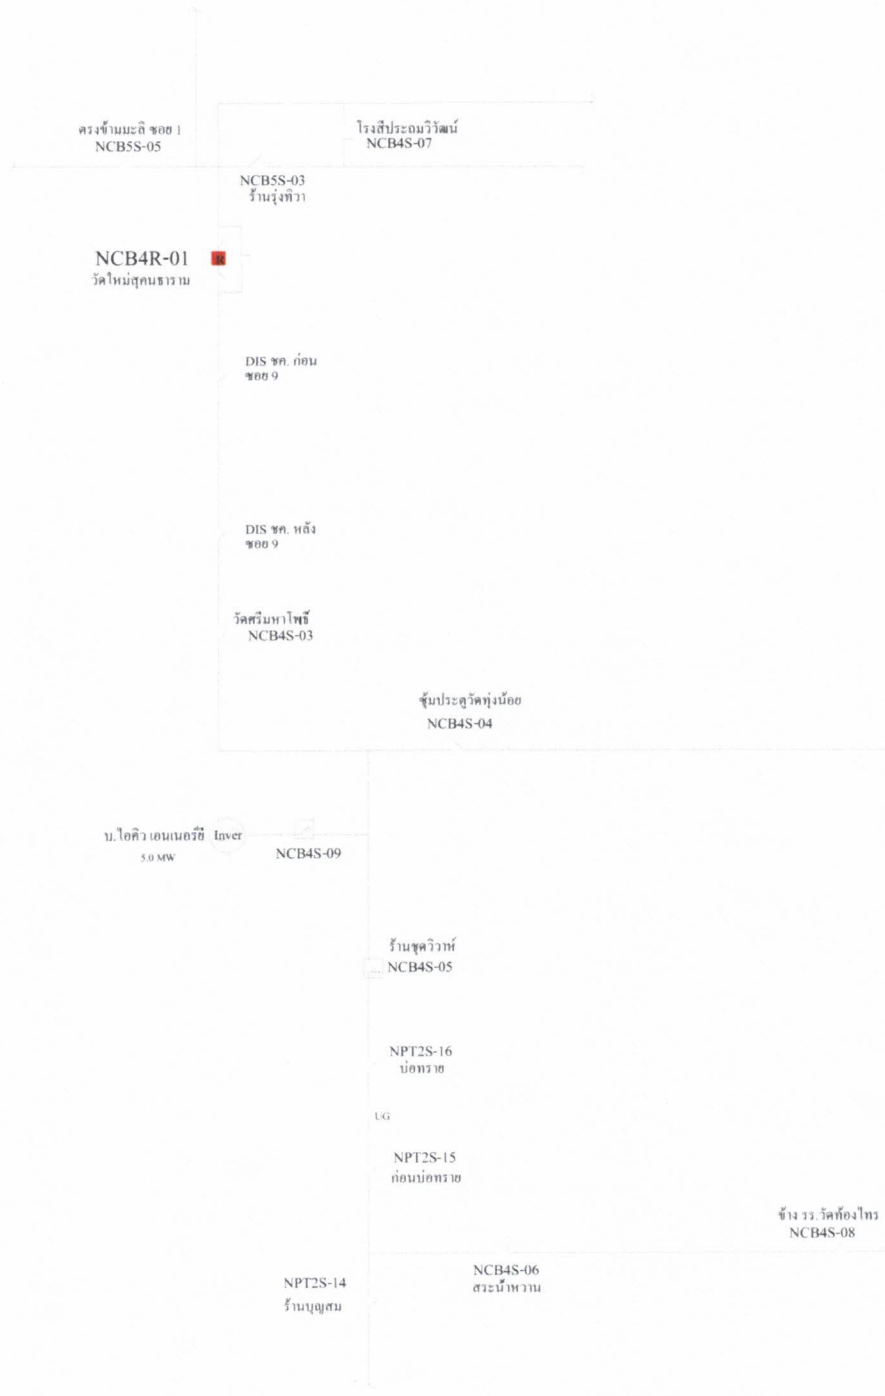 ตรงข้ามมะลิ ซอย 1
NCB5S-05
โรงสีประถมวิวัฒน์
NCB4S-07
NCB5S-03
ร้านรุ่งทิวา
NCB4R-01
R
วัดใหม่สุคนธาราม
DIS ชค. ก่อน
ซอย 9
DIS ชค. หลัง
ซอย 9
วัดศรีมหาโพธิ์
NCB4S-03
ซุ้มประตูวัดทุ่งน้อย
NCB4S-04
บ.ไอคิว เอนเนอร์ยี่ Inver
5.0 MW
NCB4S-09
ร้านชุดวิวาห์
NCB4S-05
NPT2S-16
บ่อทราย
UG
NPT2S-15
ก่อนบ่อทราย
ข้าง รร.วัดท้องไทร
NCB4S-08
NCB4S-06
สระน้ำหวาน
NPT2S-14
ร้านบุญสม